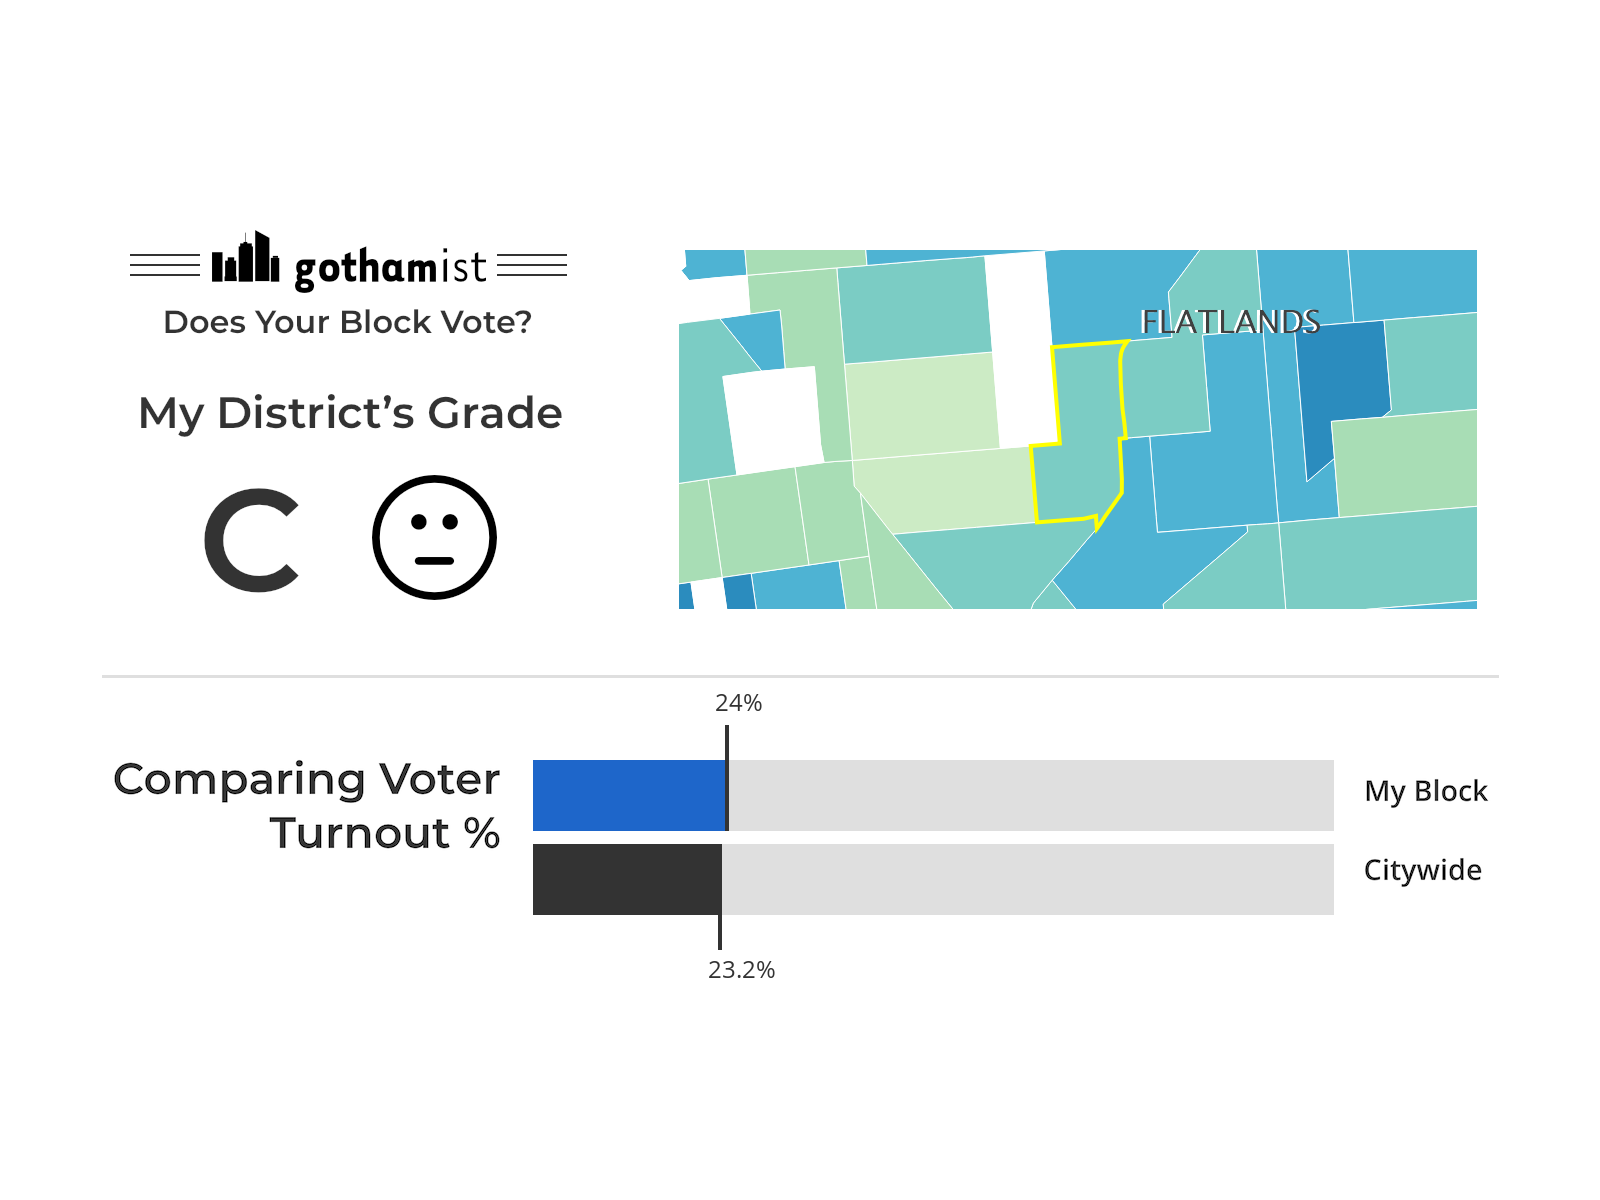 gothamist
Does Your Block Vote?
My District’s Grade
C
FLATLANDS
24%
Comparing Voter
Turnout %
My Block
Citywide
23.2%